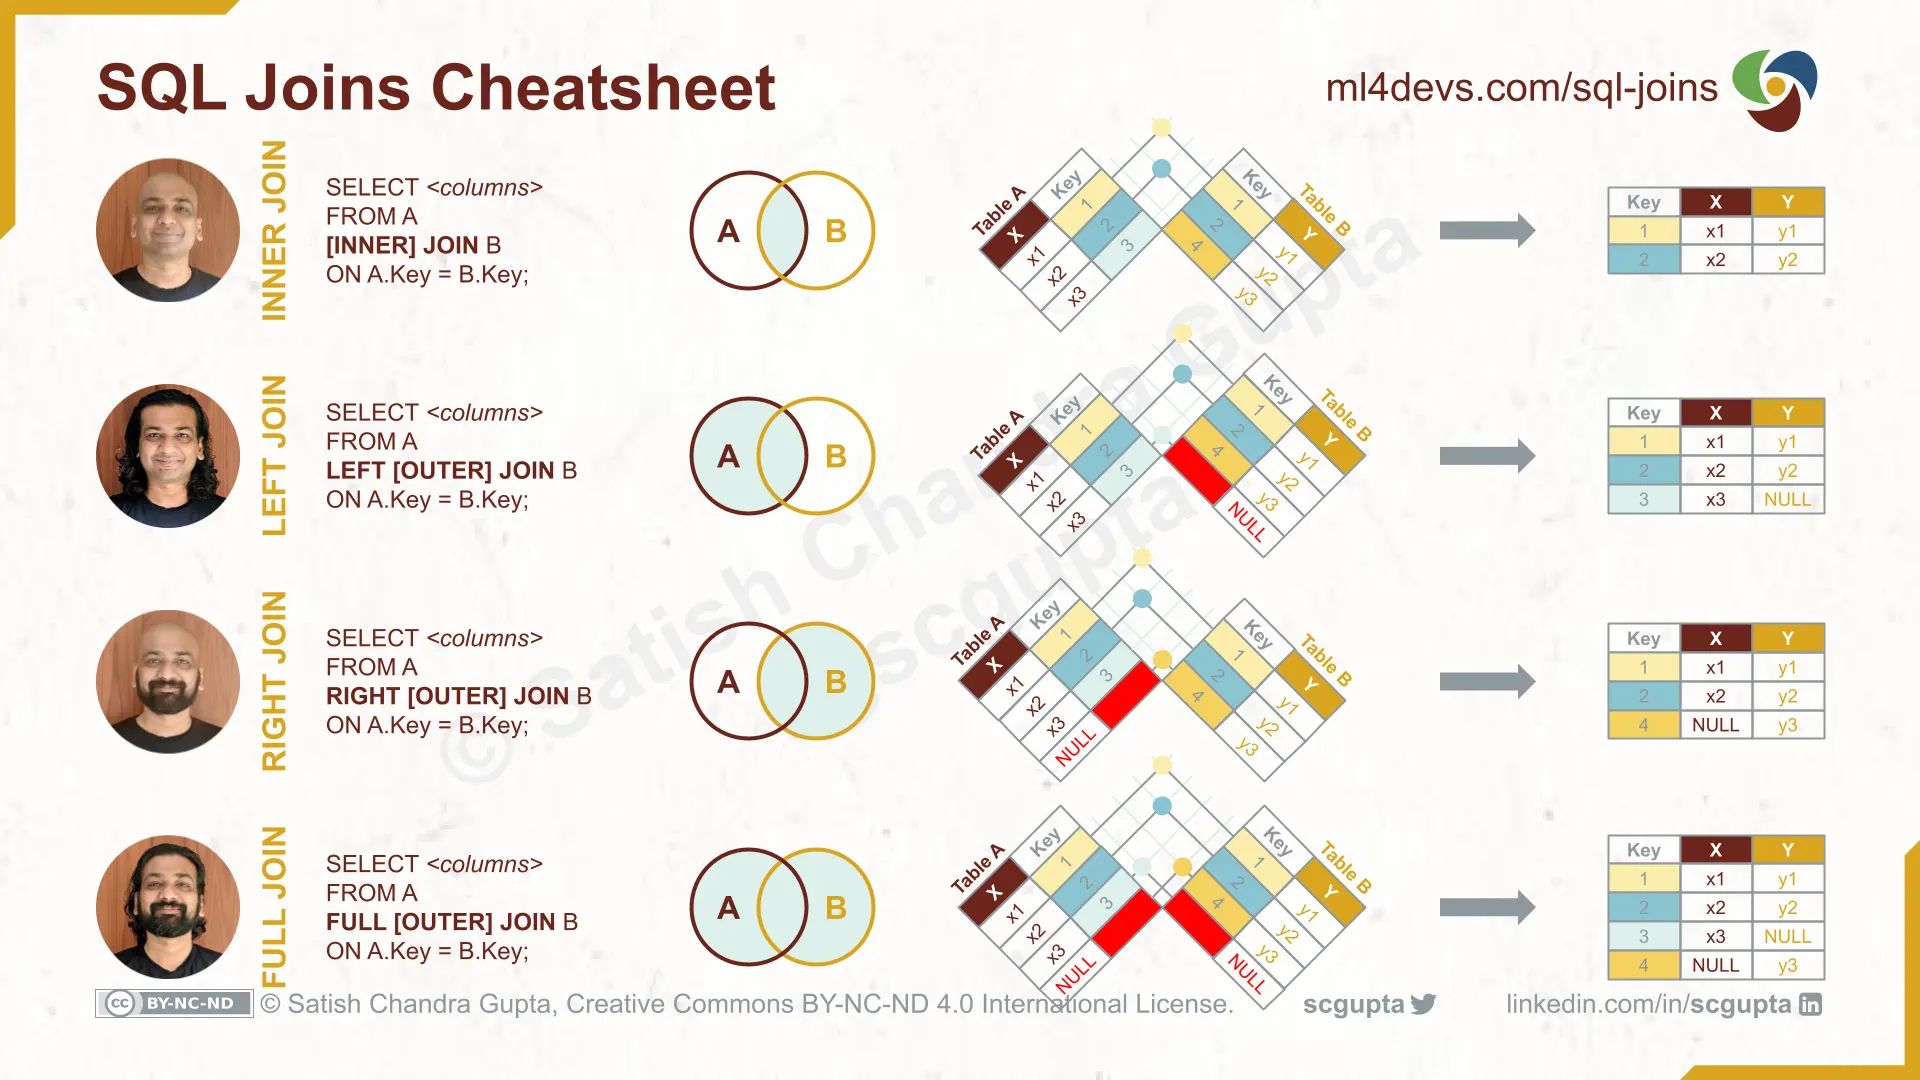 SQL Joins Cheatsheet
ml4devs.com/sql-joins
INNER JOIN
SELECT <columns>
FROM A
[INNER] JOIN B
ON A.Key = B.Key;
A B
Table A
X Key
x1 1
x2 2
x3 3
Table B
Key Y
1 y1
2 y2
4 y3
Key X Y
1 x1 y1
2 x2 y2
LEFT JOIN
SELECT <columns>
FROM A
LEFT [OUTER] JOIN B
ON A.Key = B.Key;
A B
Table A
X Key
x1 1
x2 2
x3 3
Table B
Key Y
1 y1
2 y2
4 y3
NULL
Key X Y
1 x1 y1
2 x2 y2
3 x3 NULL
RIGHT JOIN
SELECT <columns>
FROM A
RIGHT [OUTER] JOIN B
ON A.Key = B.Key;
A B
Table A
X Key
x1 1
x2 2
x3 3
NULL
Table B
Key Y
1 y1
2 y2
4 y3
Key X Y
1 x1 y1
2 x2 y2
4 NULL y3
FULL JOIN
SELECT <columns>
FROM A
FULL [OUTER] JOIN B
ON A.Key = B.Key;
A B
Table A
X Key
x1 1
x2 2
x3 3
NULL
Table B
Key Y
1 y1
2 y2
4 y3
NULL
Key X Y
1 x1 y1
2 x2 y2
3 x3 NULL
4 NULL y3
© Satish Chandra Gupta
scgupta
cc BY-NC-ND © Satish Chandra Gupta, Creative Commons BY-NC-ND 4.0 International License. scgupta linkedin.com/in/scgupta in